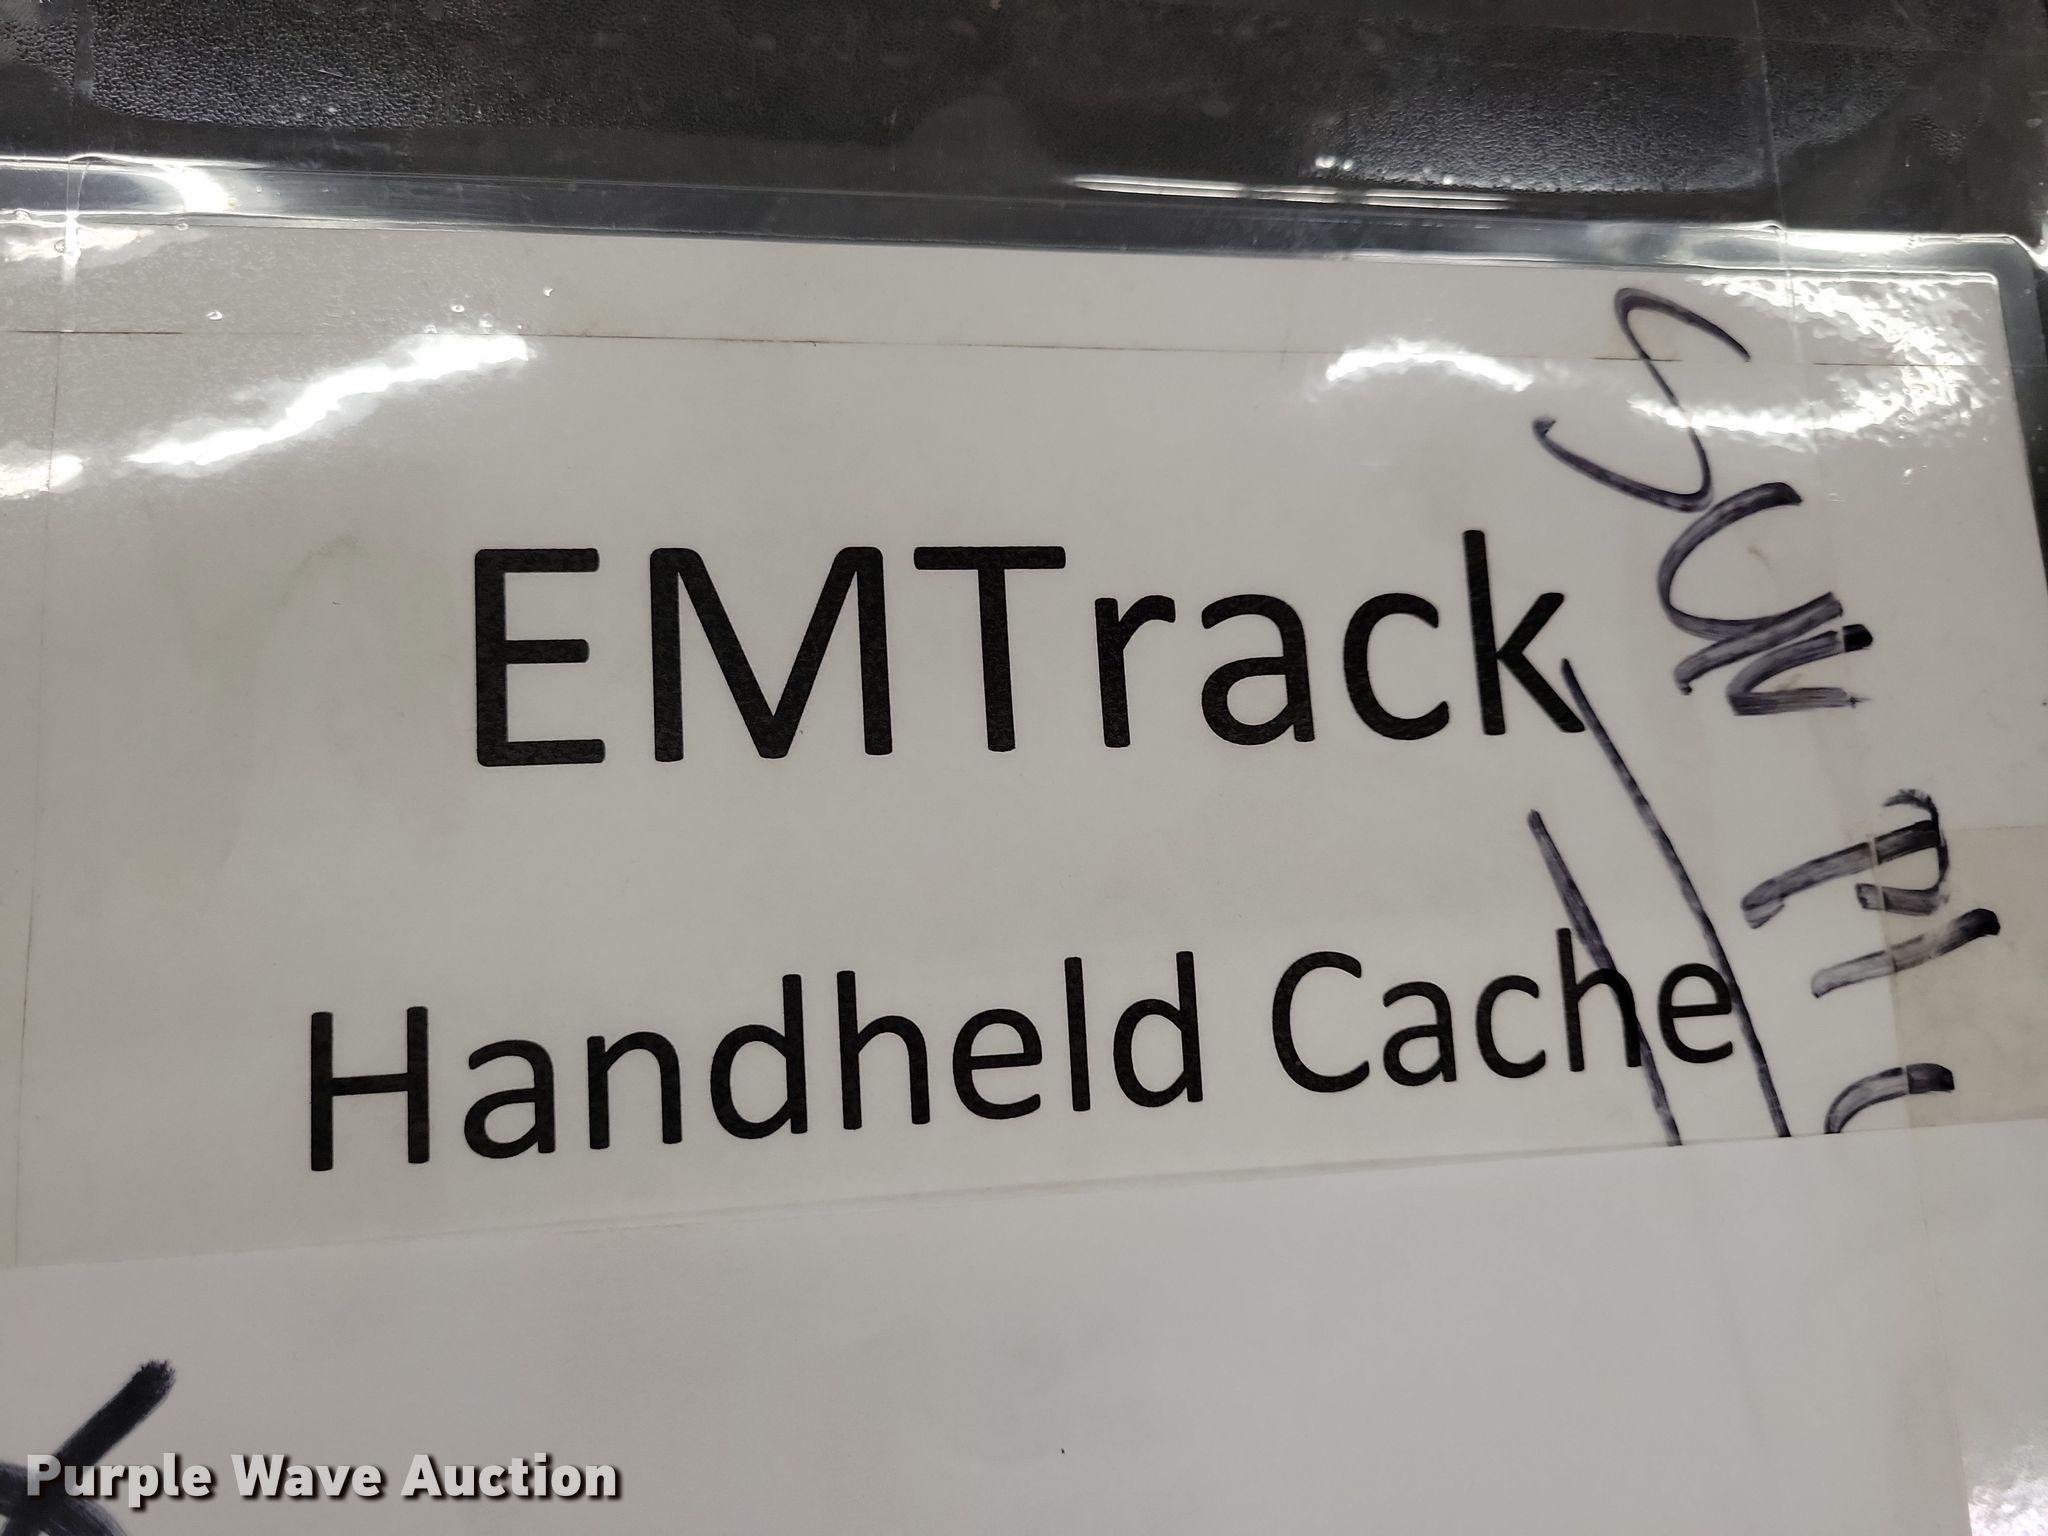 EMTrack
Handheld Cache
Purple Wave Auction